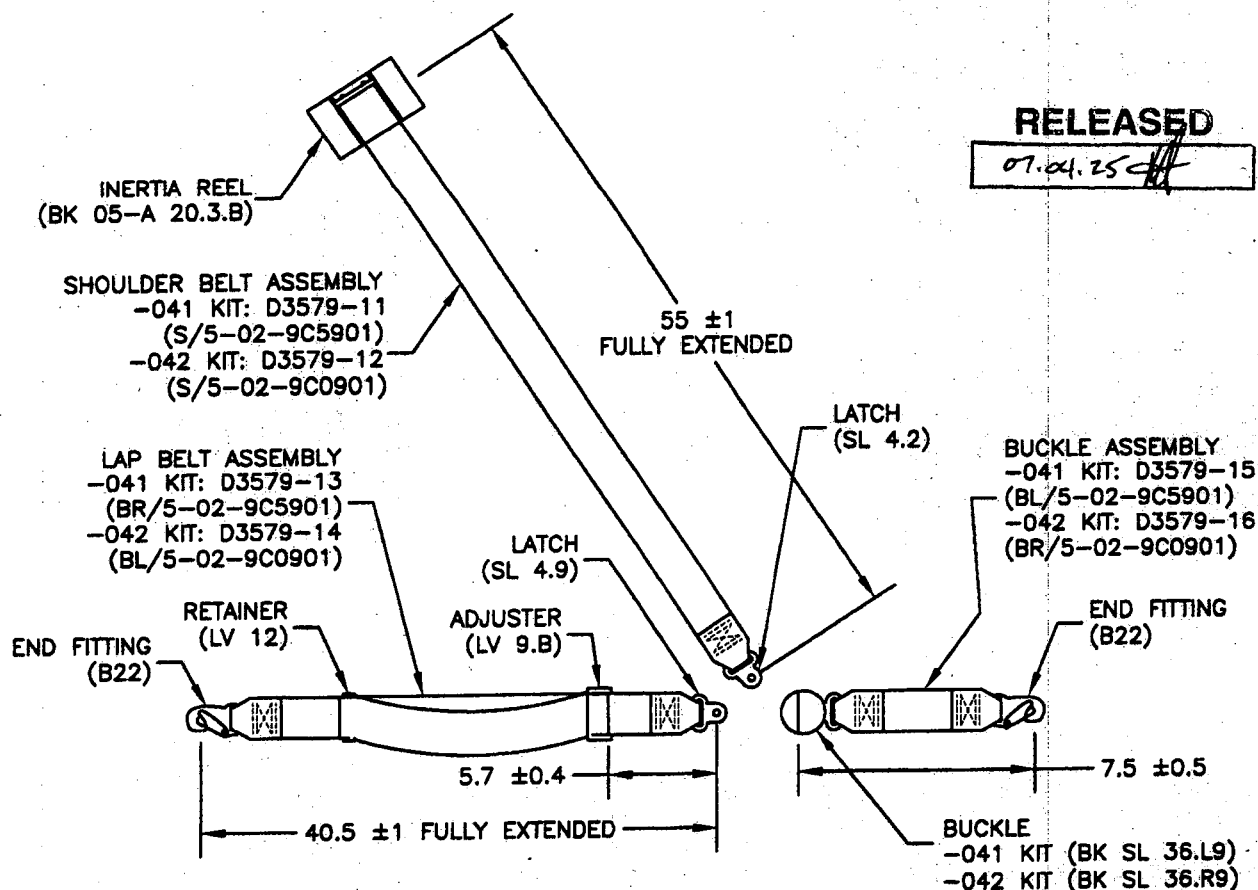 RELEASED
07.04.25
INERTIA REEL
(BK 05-A 20.3.B)
SHOULDER BELT ASSEMBLY
-041 KIT: D3579-11
(S/5-02-9C5901)
-042 KIT: D3579-12
(S/5-02-9C0901)
55 ±1
FULLY EXTENDED
LATCH
(SL 4.2)
LAP BELT ASSEMBLY
-041 KIT: D3579-13
(BR/5-02-9C5901)
-042 KIT: D3579-14
(BL/5-02-9C0901)
BUCKLE ASSEMBLY
-041 KIT: D3579-15
(BL/5-02-9C5901)
-042 KIT: D3579-16
(BR/5-02-9C0901)
LATCH
(SL 4.9)
RETAINER
(LV 12)
ADJUSTER
(LV 9.B)
END FITTING
(B22)
END FITTING
(B22)
5.7 ±0.4
7.5 ±0.5
40.5 ±1 FULLY EXTENDED
BUCKLE
-041 KIT (BK SL 36.L9)
-042 KIT (BK SL 36.R9)